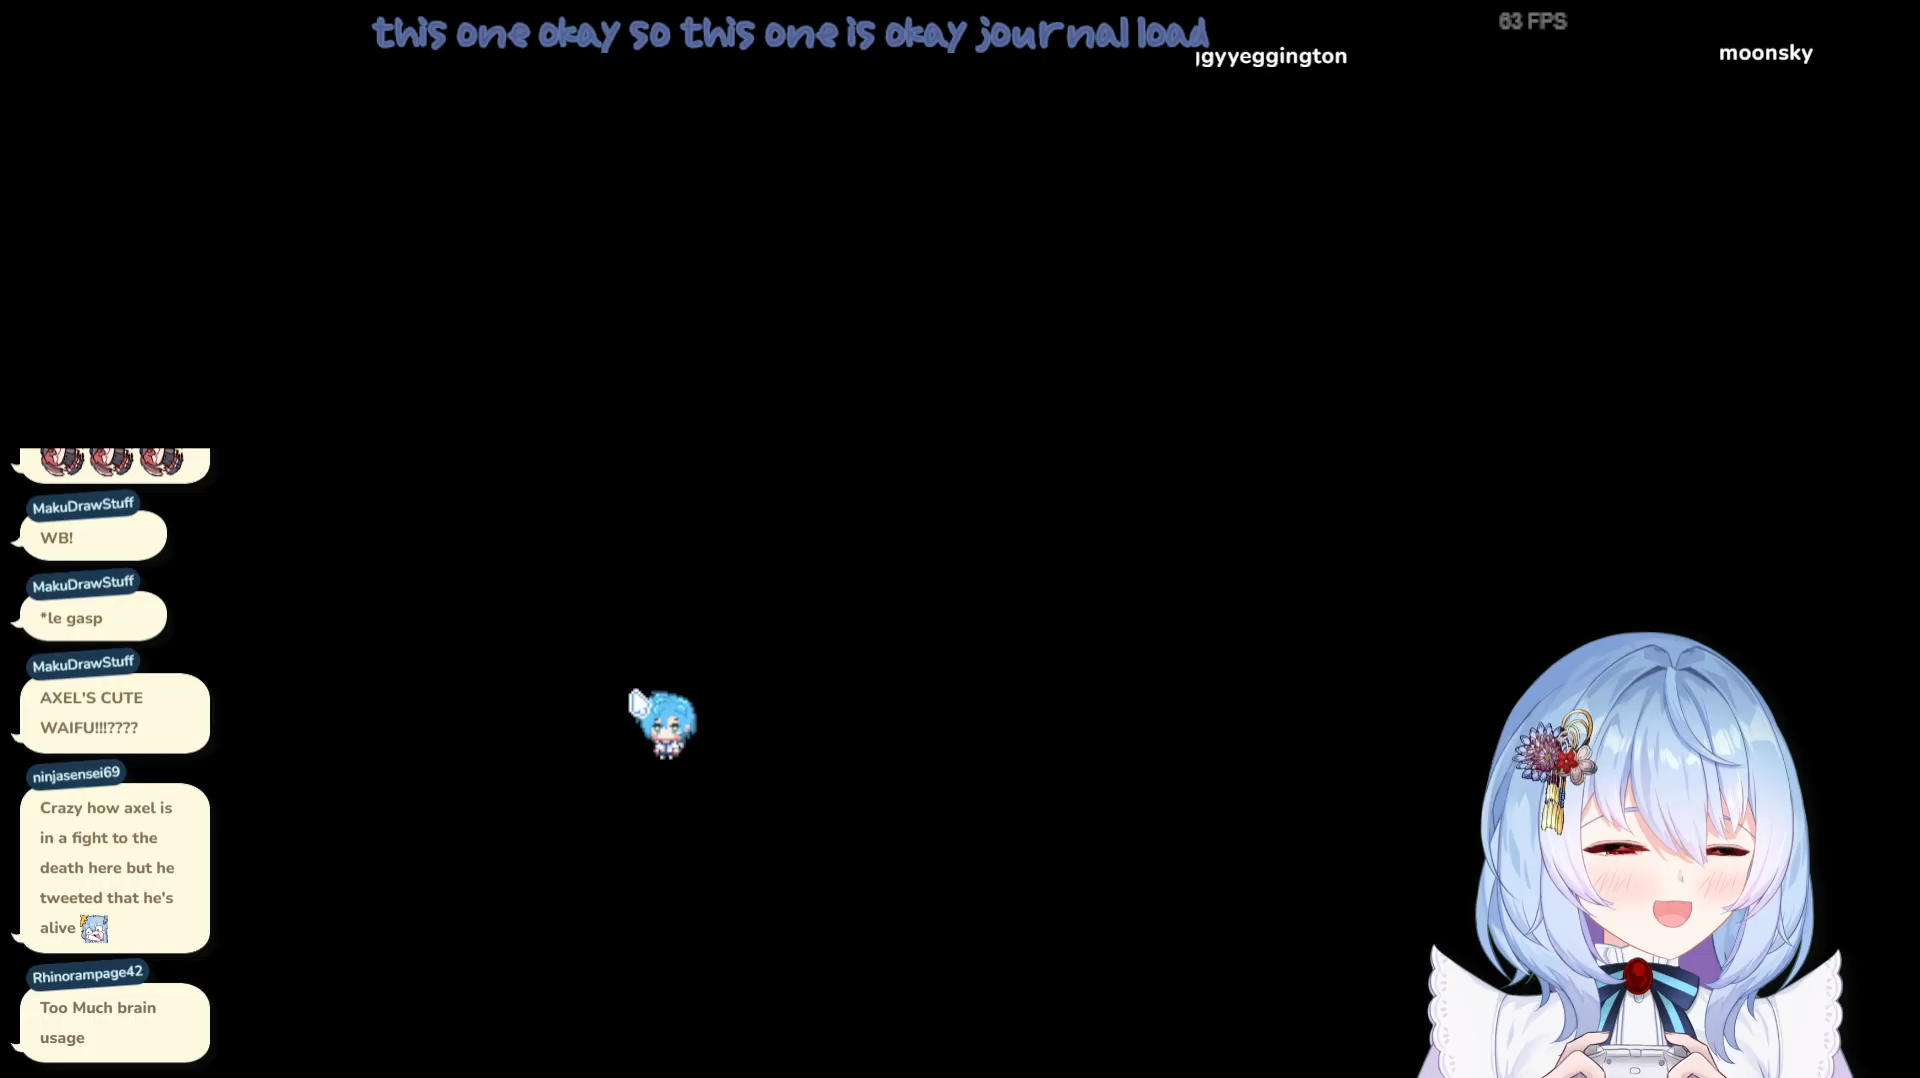 this one okay so this one is okay journal load
63 FPS
gyyeggington
moonsky
MakuDrawStuff
WB!
MakuDrawStuff
*le gasp
MakuDrawStuff
AXEL'S CUTE
WAIFU!!!????
ninjasensei69
Crazy how axel is
in a fight to the
death here but he
tweeted that he's
alive
Rhinorampage42
Too Much brain
usage